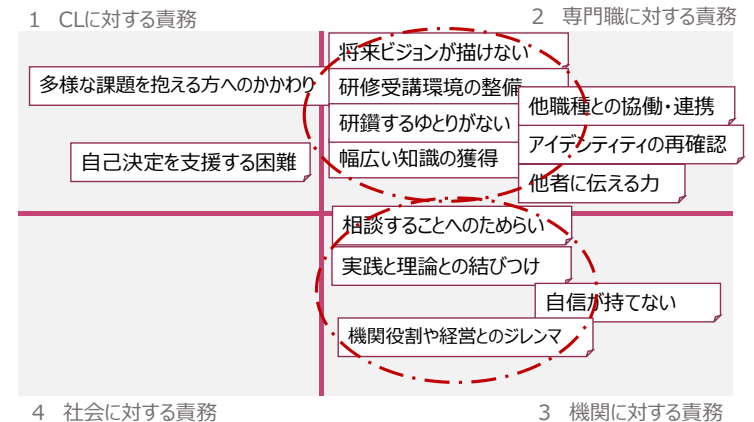 1 CLに対する責務
2 専門職に対する責務
将来ビジョンが描けない
多様な課題を抱える方へのかかわり
研修受講環境の整備
他職種との協働・連携
研鑽するゆとりがない
アイデンティティの再確認
自己決定を支援する困難
幅広い知識の獲得
他者に伝える力
相談することへのためらい
実践と理論との結びつけ
自信が持てない
機関役割や経営とのジレンマ
4 社会に対する責務
3 機関に対する責務